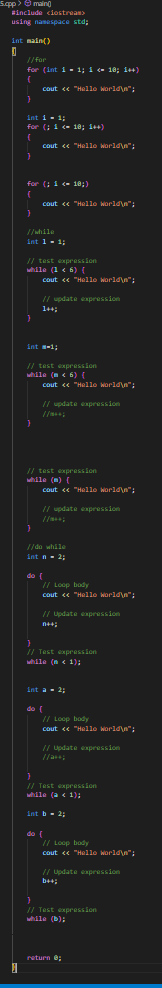 5.cpp > main()
#include <iostream>
using namespace std;
int main()
{
//for
for (int i = 1; i <= 10; i++)
{
cout << "Hello World\n";
}
int i = 1;
for (; i <= 10; i++)
{
cout << "Hello World\n";
}
for (; i <= 10;)
{
cout << "Hello World\n";
}
//while
int l = 1;
// test expression
while (l < 6) {
cout << "Hello World\n";
// update expression
l++;
}
int m=1;
// test expression
while (m < 6) {
cout << "Hello World\n";
// update expression
//m++;
}
// test expression
while (m) {
cout << "Hello World\n";
// update expression
//m++;
}
//do while
int n = 2;
do {
// Loop body
cout << "Hello World\n";
// Update expression
n++;
}
// Test expression
while (n < 1);
int a = 2;
do {
// Loop body
cout << "Hello World\n";
// Update expression
//a++;
}
// Test expression
while (a < 1);
int b = 2;
do {
// Loop body
cout << "Hello World\n";
// Update expression
b++;
}
// Test expression
while (b);
return 0;
}